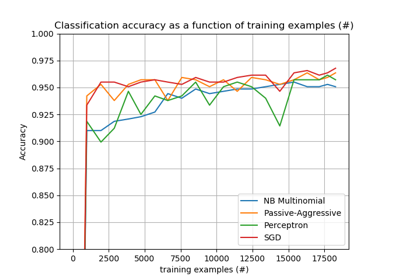 Classification accuracy as a function of training examples (#)
1.000
0.975
0.950
0.925
0.900
0.875
0.850
0.825
0.800
Accuracy
NB Multinomial
Passive-Aggressive
Perceptron
SGD
0 2500 5000 7500 10000 12500 15000 17500
training examples (#)